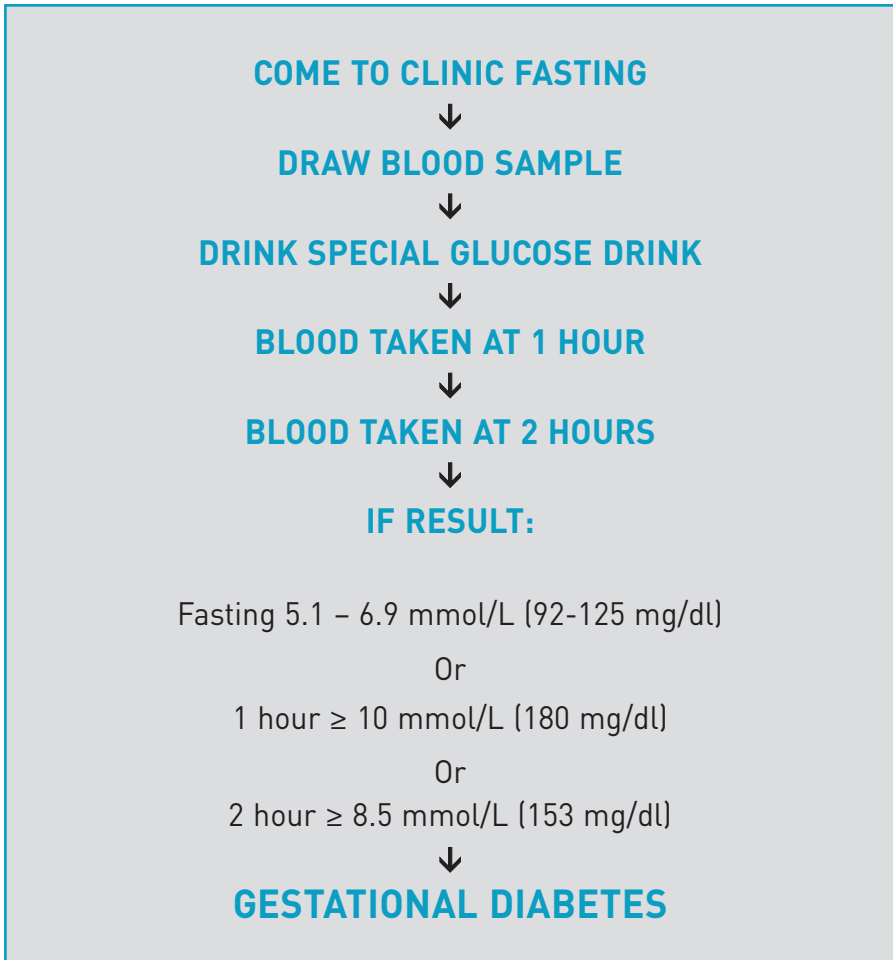 COME TO CLINIC FASTING
↓
DRAW BLOOD SAMPLE
↓
DRINK SPECIAL GLUCOSE DRINK
↓
BLOOD TAKEN AT 1 HOUR
↓
BLOOD TAKEN AT 2 HOURS
↓
IF RESULT:
Fasting 5.1 – 6.9 mmol/L (92-125 mg/dl)
Or
1 hour ≥ 10 mmol/L (180 mg/dl)
Or
2 hour ≥ 8.5 mmol/L (153 mg/dl)
↓
GESTATIONAL DIABETES